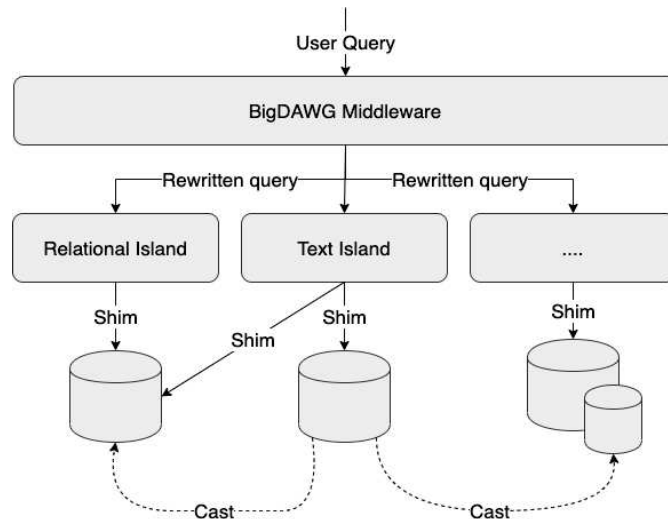 User Query
BigDAWG Middleware
Rewritten query
Rewritten query
Relational Island
Text Island
....
Shim
Shim
Shim
Shim
Cast
Cast